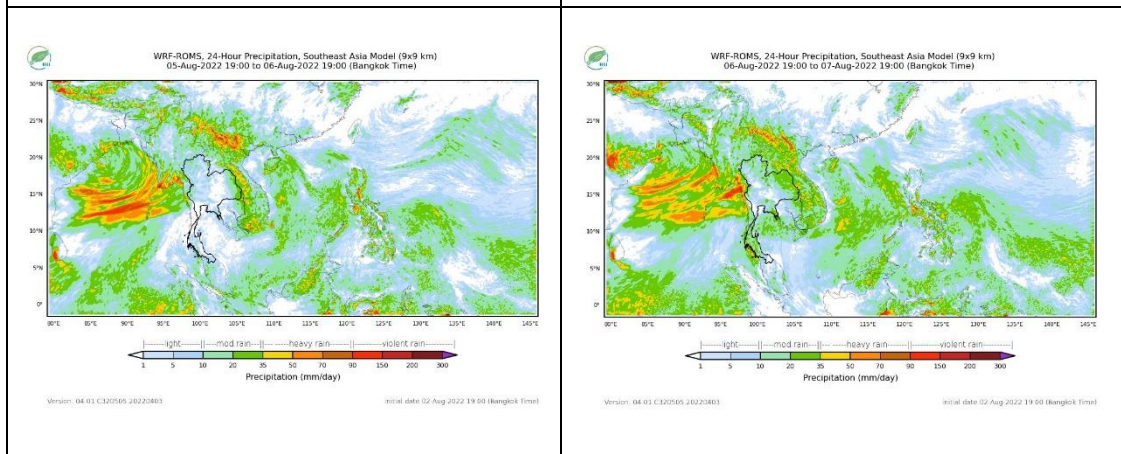 WRF-ROMS, 24-Hour Precipitation, Southeast Asia Model (9x9 km)
05-Aug-2022 19:00 to 06-Aug-2022 19:00 (Bangkok Time)
30°N
25°N
20°N
15°N
10°N
5°N
0°
80°E 85°E 90°E 95°E 100°E 105°E 110°E 115°E 120°E 125°E 130°E 135°E 140°E 145°E
|-------light-------||---mod rain---||--- ------heavy rain------||-------------violent rain-------------|
1 5 10 20 35 50 70 90 150 200 300
Precipitation (mm/day)
Version: 04.01 C320505 20220403
Initial date 02-Aug-2022 19:00 (Bangkok Time)
WRF-ROMS, 24-Hour Precipitation, Southeast Asia Model (9x9 km)
06-Aug-2022 19:00 to 07-Aug-2022 19:00 (Bangkok Time)
30°N
25°N
20°N
15°N
10°N
5°N
0°
80°E 85°E 90°E 95°E 100°E 105°E 110°E 115°E 120°E 125°E 130°E 135°E 140°E 145°E
|-------light-------||---mod rain---||--- ------heavy rain------||-------------violent rain-------------|
1 5 10 20 35 50 70 90 150 200 300
Precipitation (mm/day)
Version: 04.01 C320505 20220403
Initial date 02-Aug-2022 19:00 (Bangkok Time)